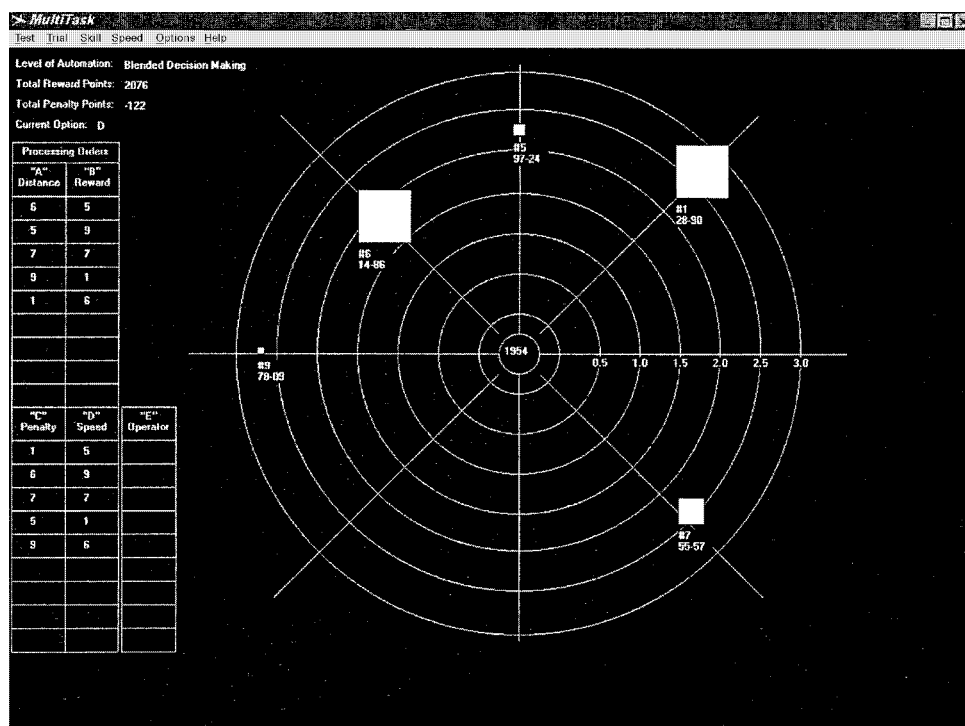 MultiTask
Test Trial Skill Speed Options Help
Level of Automation: Blended Decision Making
Total Reward Points: 2076
Total Penalty Points: -122
Current Option: D
Processing Orders
"A" "B"
Distance Reward
6 5
5 9
7 7
9 1
1 6
"C" "D" "E"
Penalty Speed Operator
1 5
6 9
7 7
5 1
9 6
#5
97-24
#1
28-90
#6
14-86
#9
78-09
1954 0.5 1.0 1.5 2.0 2.5 3.0
#7
55-57